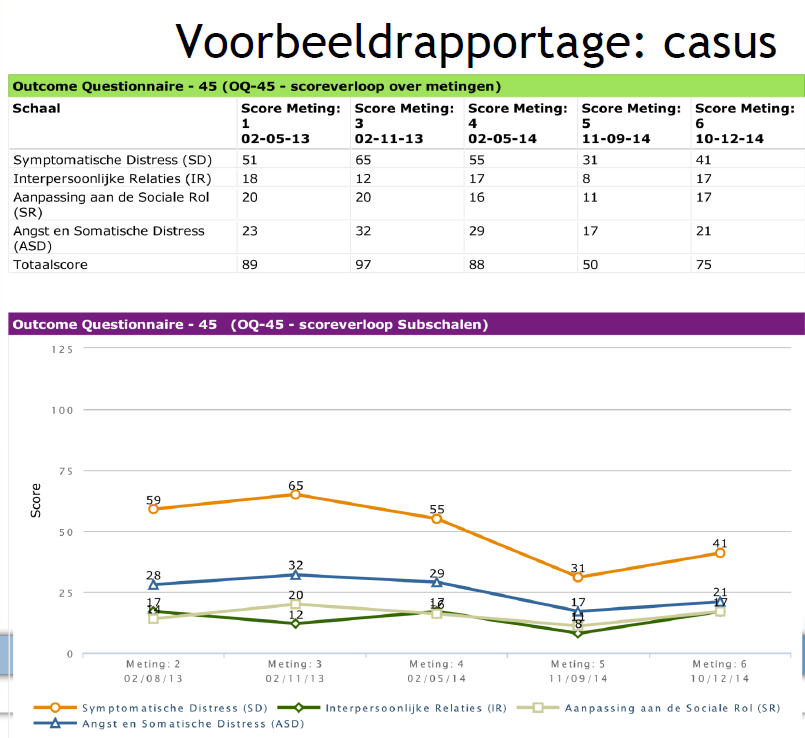 Voorbeeldrapportage: casus
Outcome Questionnaire - 45 (OQ-45 - scoreverloop over metingen)
Schaal Score Meting: Score Meting: Score Meting: Score Meting: Score Meting:
1 3 4 5 6
02-05-13 02-11-13 02-05-14 11-09-14 10-12-14
Symptomatische Distress (SD) 51 65 55 31 41
Interpersoonlijke Relaties (IR) 18 12 17 8 17
Aanpassing aan de Sociale Rol 20 20 16 11 17
(SR)
Angst en Somatische Distress 23 32 29 17 21
(ASD)
Totaalscore 89 97 88 50 75
Outcome Questionnaire - 45 (OQ-45 - scoreverloop Subschalen)
125
100
75
50
25
0
Score
59 65 55 31 41
28 32 29 17 21
17 20 17 11 17
14 12 16 8
Meting: 2 Meting: 3 Meting: 4 Meting: 5 Meting: 6
02/08/13 02/11/13 02/05/14 11/09/14 10/12/14
Symptomatische Distress (SD) Interpersoonlijke Relaties (IR) Aanpassing aan de Sociale Rol (SR)
Angst en Somatische Distress (ASD)